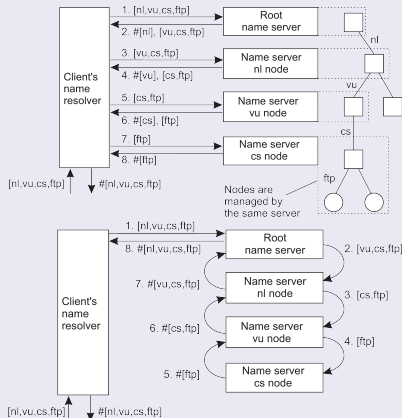 1. [nl,vu,cs,ftp]
Root
name server
2. #[nl], [vu,cs,ftp]
nl
3. [vu,cs,ftp]
Name server
nl node
4. #[vu], [cs,ftp]
Client's
name
resolver
vu
5. [cs,ftp]
Name server
vu node
6. #[cs], [ftp]
cs
7. [ftp]
Name server
cs node
8. #[ftp]
ftp
[nl,vu,cs,ftp]
#[nl,vu,cs,ftp]
Nodes are
managed by
the same server
1. [nl,vu,cs,ftp]
Root
name server
8. #[nl,vu,cs,ftp]
2. [vu,cs,ftp]
7. #[vu,cs,ftp]
Name server
nl node
Client's
name
resolver
3. [cs,ftp]
6. #[cs,ftp]
Name server
vu node
4. [ftp]
5. #[ftp]
Name server
cs node
[nl,vu,cs,ftp]
#[nl,vu,cs,ftp]